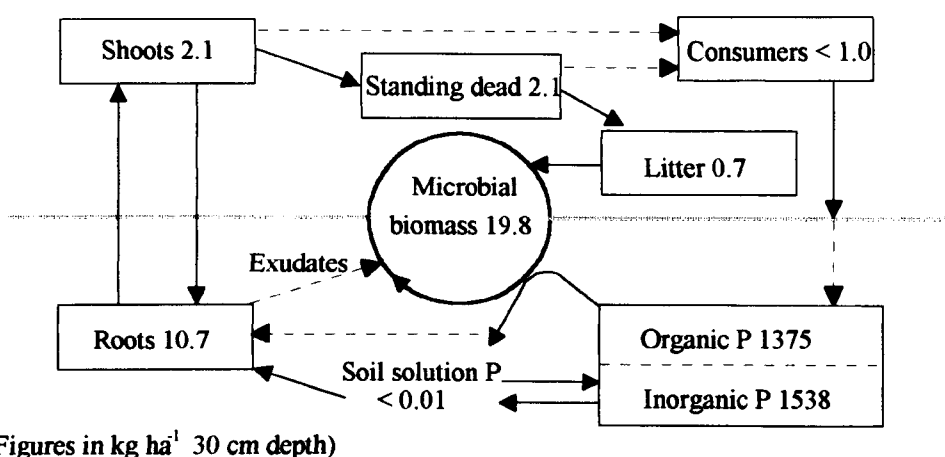 Shoots 2.1
Consumers < 1.0
Standing dead 2.1
Litter 0.7
Microbial
biomass 19.8
Exudates
Roots 10.7
Organic P 1375
Soil solution P
< 0.01
Inorganic P 1538
Figures in kg ha⁻¹ 30 cm depth)